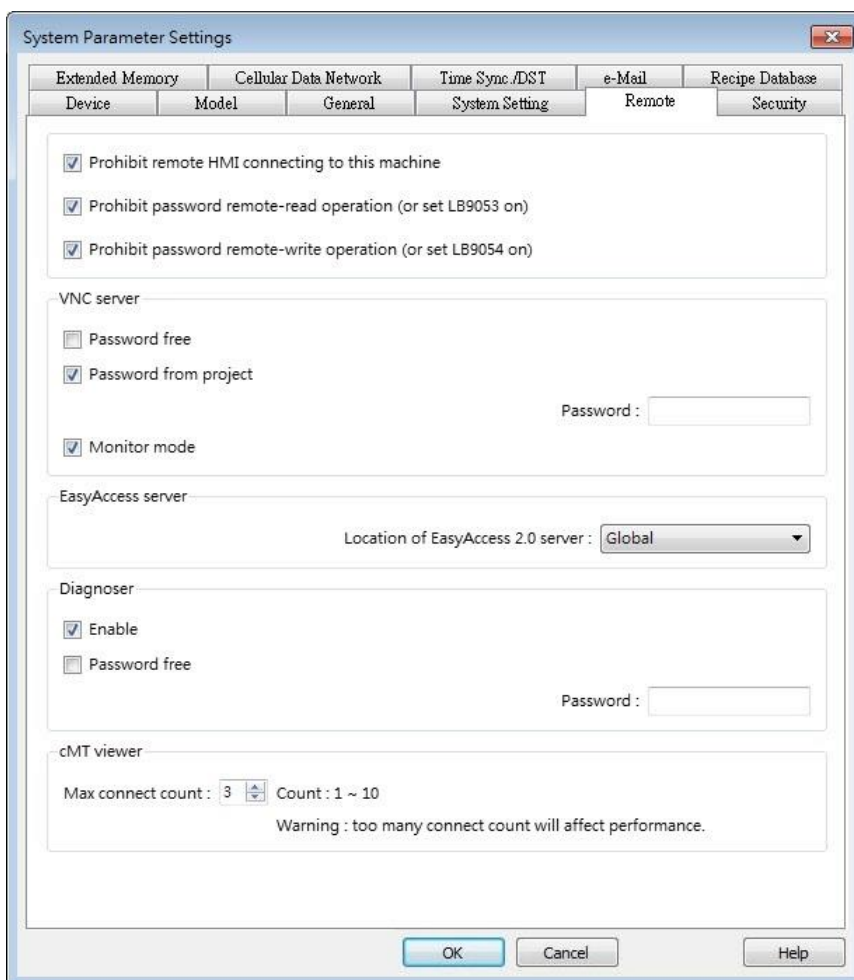 System Parameter Settings
Extended Memory Cellular Data Network Time Sync./DST e-Mail Recipe Database
Device Model General System Setting Remote Security
Prohibit remote HMI connecting to this machine
Prohibit password remote-read operation (or set LB9053 on)
Prohibit password remote-write operation (or set LB9054 on)
VNC server
Password free
Password from project
Password :
Monitor mode
EasyAccess server
Location of EasyAccess 2.0 server : Global
Diagnoser
Enable
Password free
Password :
cMT viewer
Max connect count : 3 Count : 1 ~ 10
Warning : too many connect count will affect performance.
OK Cancel Help